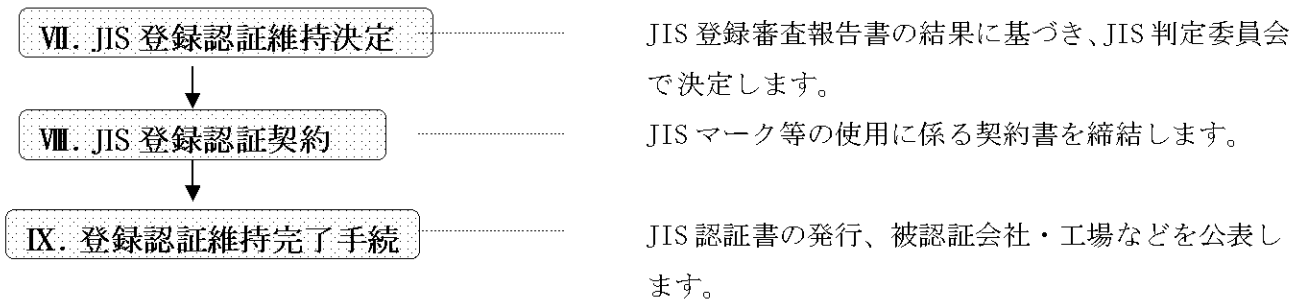 Ⅶ. JIS 登録認証維持決定
JIS 登録審査報告書の結果に基づき、JIS 判定委員会
で決定します。
Ⅷ. JIS 登録認証契約
JIS マーク等の使用に係る契約書を締結します。
Ⅸ. 登録認証維持完了手続
JIS 認証書の発行、被認証会社・工場などを公表し
ます。